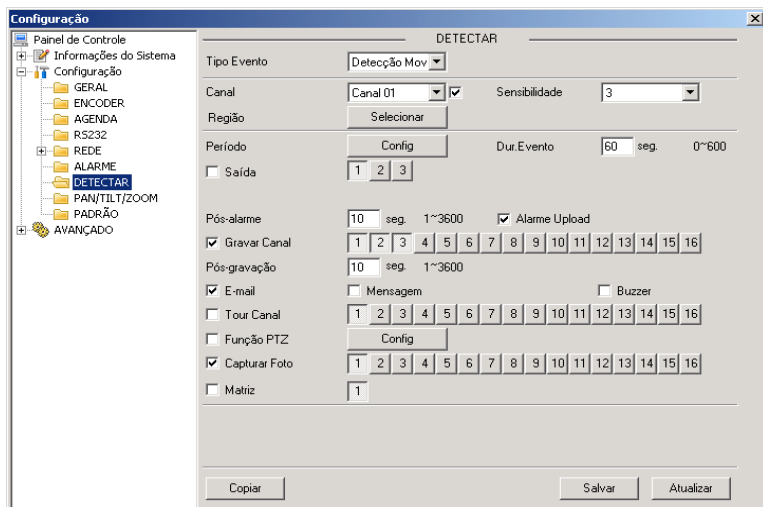 Configuração
Painel de Controle
Informações do Sistema
Configuração
GERAL
ENCODER
AGENDA
RS232
REDE
ALARME
DETECTAR
PAN/TILT/ZOOM
PADRÃO
AVANÇADO
DETECTAR
Tipo Evento Detecção Mov
Canal Canal 01 Sensibilidade 3
Região Selecionar
Período Config Dur.Evento 60 seg. 0~600
Saída 1 2 3
Pós-alarme 10 seg. 1~3600 Alarme Upload
Gravar Canal 1 2 3 4 5 6 7 8 9 10 11 12 13 14 15 16
Pós-gravação 10 seg. 1~3600
E-mail Mensagem Buzzer
Tour Canal 1 2 3 4 5 6 7 8 9 10 11 12 13 14 15 16
Função PTZ Config
Capturar Foto 1 2 3 4 5 6 7 8 9 10 11 12 13 14 15 16
Matriz 1
Copiar Salvar Atualizar